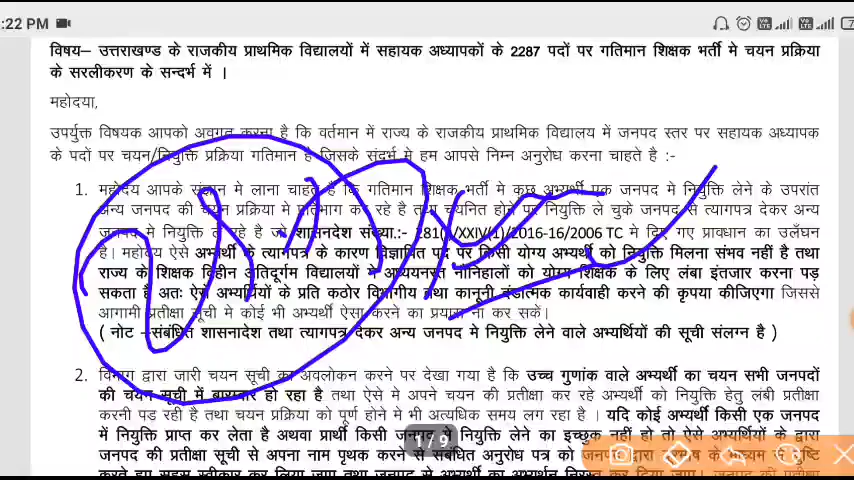 :22 PM
विषय– उत्तराखण्ड के राजकीय प्राथमिक विद्यालयों में सहायक अध्यापकों के 2287 पदों पर गतिमान शिक्षक भर्ती मे चयन प्रक्रिया
के सरलीकरण के सन्दर्भ में ।
महोदया,
उपर्युक्त विषयक आपको अवगत करना है कि वर्तमान में राज्य के राजकीय प्राथमिक विद्यालय में जनपद स्तर पर सहायक अध्यापक
के पदों पर चयन/नियुक्ति प्रक्रिया गतिमान है जिसके संदर्भ मे हम आपसे निम्न अनुरोध करना चाहते है :-
1. महोदय आपके संज्ञान मे लाना चाहते है कि गतिमान शिक्षक भर्ती मे कुछ अभ्यर्थी एक जनपद मे नियुक्ति लेने के उपरांत
अन्य जनपद की चयन प्रक्रिया मे प्रतिभाग कर रहे है तथा चयनित होने पर नियुक्ति ले चुके जनपद से त्यागपत्र देकर अन्य
जनपद मे नियुक्ति ले रहे है जो शासनदेश संख्या:- /XXIV(1)/2016-16/2006 TC मे दिए गए प्रावधान का उलँघन
है। महोदय ऐसे अभ्यर्थी के त्यागपत्र के कारण विज्ञापित पद पर किसी योग्य अभ्यर्थी को नियुक्ति मिलना संभव नहीं है तथा
राज्य के शिक्षक विहीन अतिदूर्गम विद्यालयों मे अध्ययनरत नौनिहालों को योग्य शिक्षक के लिए लंबा इंतजार करना पड़
सकता है अतः ऐसे अभ्यर्थियों के प्रति कठोर विभागीय तथा कानूनी दंडात्मक कार्यवाही करने की कृपया कीजिएगा जिससे
आगामी प्रतीक्षा सूची मे कोई भी अभ्यर्थी ऐसा करने का प्रयास ना कर सकें।
( नोट –संबंधित शासनादेश तथा त्यागपत्र देकर अन्य जनपद मे नियुक्ति लेने वाले अभ्यर्थियों की सूची संलग्न है )
2. विभाग द्वारा जारी चयन सूची का अवलोकन करने पर देखा गया है कि उच्च गुणांक वाले अभ्यर्थी का चयन सभी जनपदों
की चयन सूची में बारम्बार हो रहा है तथा ऐसे मे अपने चयन की प्रतीक्षा कर रहे अभ्यर्थी को नियुक्ति हेतु लंबी प्रतीक्षा
करनी पड रही है तथा चयन प्रक्रिया को पूर्ण होने मे भी अत्यधिक समय लग रहा है । यदि कोई अभ्यर्थी किसी एक जनपद
में नियुक्ति प्राप्त कर लेता है अथवा प्रार्थी किसी जनपद मे नियुक्ति लेने का इच्छुक नहीं हो तो ऐसे अभ्यर्थियों के द्वारा
जनपद की प्रतीक्षा सूची से अपना नाम पृथक करने से संबंधित अनुरोध पत्र को
1 / 9